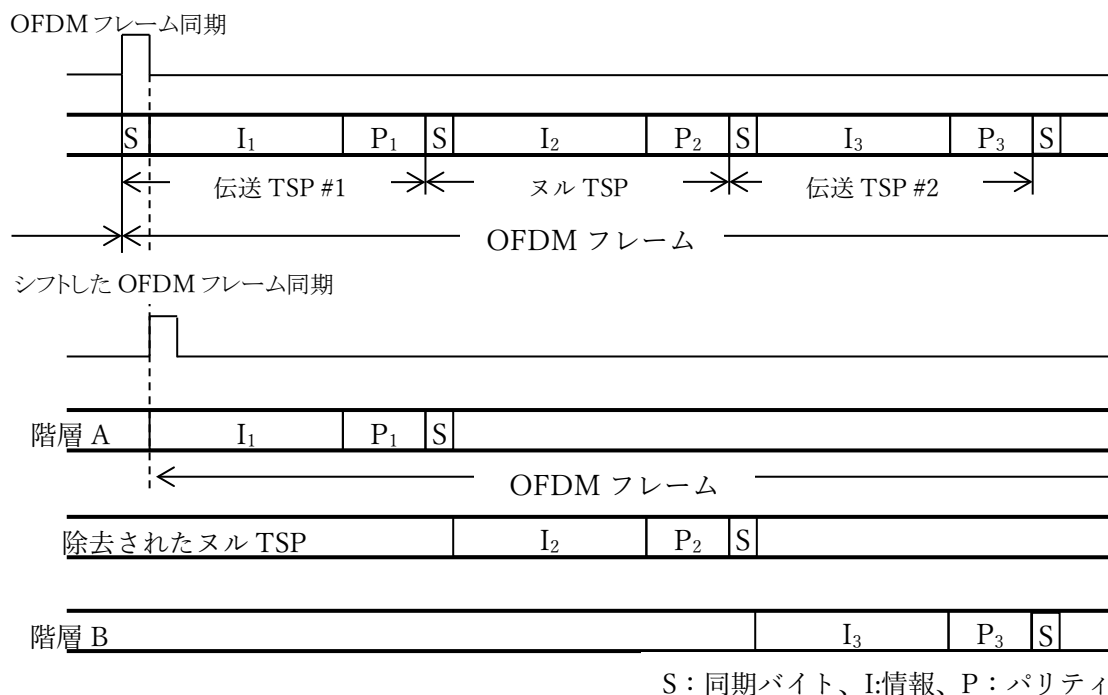 OFDMフレーム同期
S I₁ P₁ S I₂ P₂ S I₃ P₃ S
伝送 TSP #1 ヌル TSP 伝送 TSP #2
OFDM フレーム
シフトした OFDM フレーム同期
階層 A I₁ P₁ S
OFDM フレーム
除去されたヌル TSP I₂ P₂ S
階層 B I₃ P₃ S
S：同期バイト、I:情報、P：パリティ